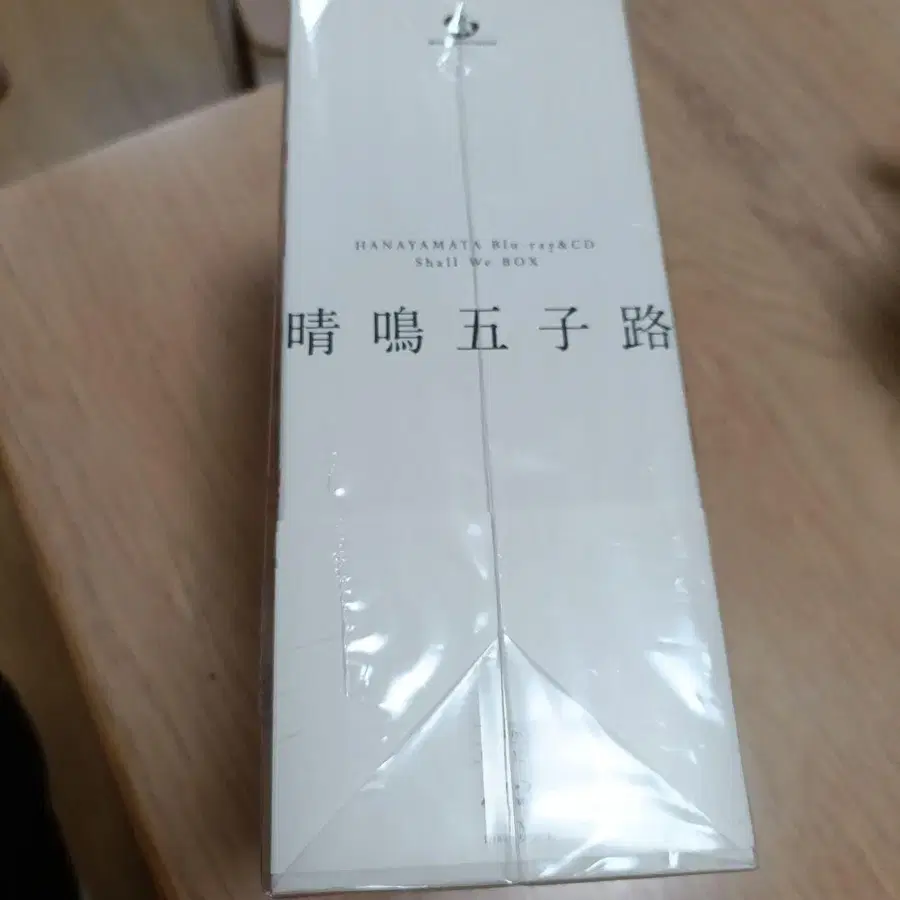 HANAYAMATA Blu-ray&CD
Shall We BOX
晴鳴五子路